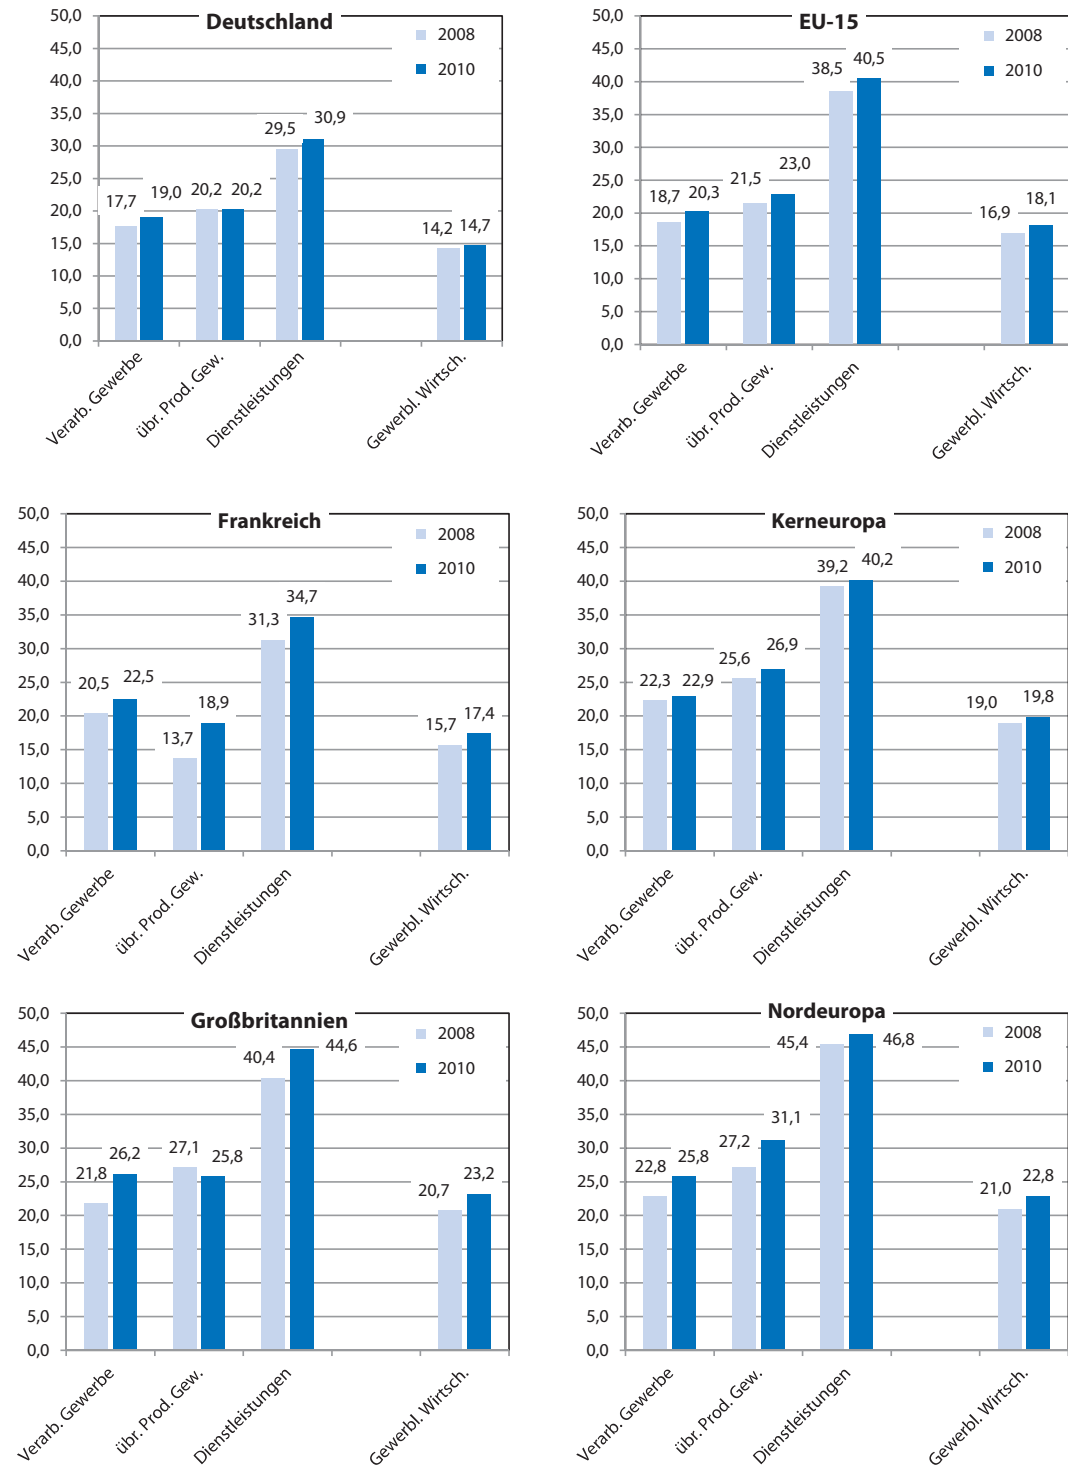 Deutschland
2008
2010
50,0
45,0
40,0
35,0
30,0
25,0
20,0
15,0
10,0
5,0
0,0
17,7 19,0 20,2 20,2 29,5 30,9 14,2 14,7
Verarb. Gewerbe
übr. Prod. Gew.
Dienstleistungen
Gewerbl. Wirtsch.
EU-15
2008
2010
50,0
45,0
40,0
35,0
30,0
25,0
20,0
15,0
10,0
5,0
0,0
18,7 20,3 21,5 23,0 38,5 40,5 16,9 18,1
Verarb. Gewerbe
übr. Prod. Gew.
Dienstleistungen
Gewerbl. Wirtsch.
Frankreich
2008
2010
50,0
45,0
40,0
35,0
30,0
25,0
20,0
15,0
10,0
5,0
0,0
20,5 22,5 13,7 18,9 31,3 34,7 15,7 17,4
Verarb. Gewerbe
übr. Prod. Gew.
Dienstleistungen
Gewerbl. Wirtsch.
Kerneuropa
2008
2010
50,0
45,0
40,0
35,0
30,0
25,0
20,0
15,0
10,0
5,0
0,0
22,3 22,9 25,6 26,9 39,2 40,2 19,0 19,8
Verarb. Gewerbe
übr. Prod. Gew.
Dienstleistungen
Gewerbl. Wirtsch.
Großbritannien
2008
2010
50,0
45,0
40,0
35,0
30,0
25,0
20,0
15,0
10,0
5,0
0,0
21,8 26,2 27,1 25,8 40,4 44,6 20,7 23,2
Verarb. Gewerbe
übr. Prod. Gew.
Dienstleistungen
Gewerbl. Wirtsch.
Nordeuropa
2008
2010
50,0
45,0
40,0
35,0
30,0
25,0
20,0
15,0
10,0
5,0
0,0
22,8 25,8 27,2 31,1 45,4 46,8 21,0 22,8
Verarb. Gewerbe
übr. Prod. Gew.
Dienstleistungen
Gewerbl. Wirtsch.